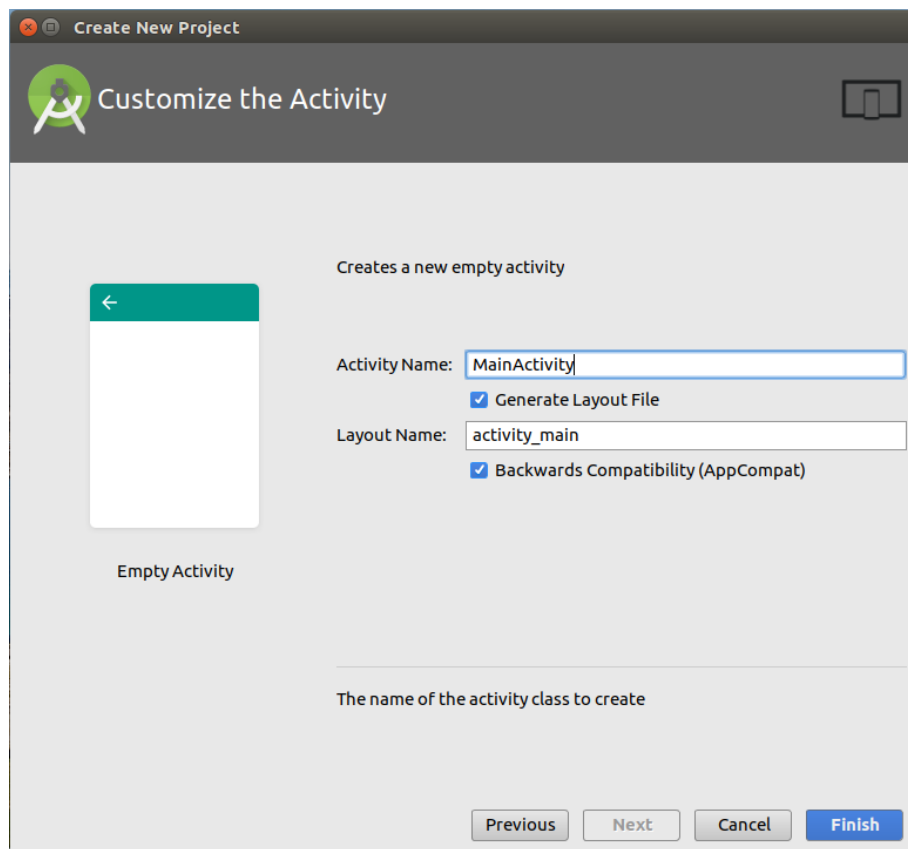 Create New Project
Customize the Activity
Creates a new empty activity
Activity Name: MainActivity
Generate Layout File
Layout Name: activity_main
Backwards Compatibility (AppCompat)
Empty Activity
The name of the activity class to create
Previous Next Cancel Finish